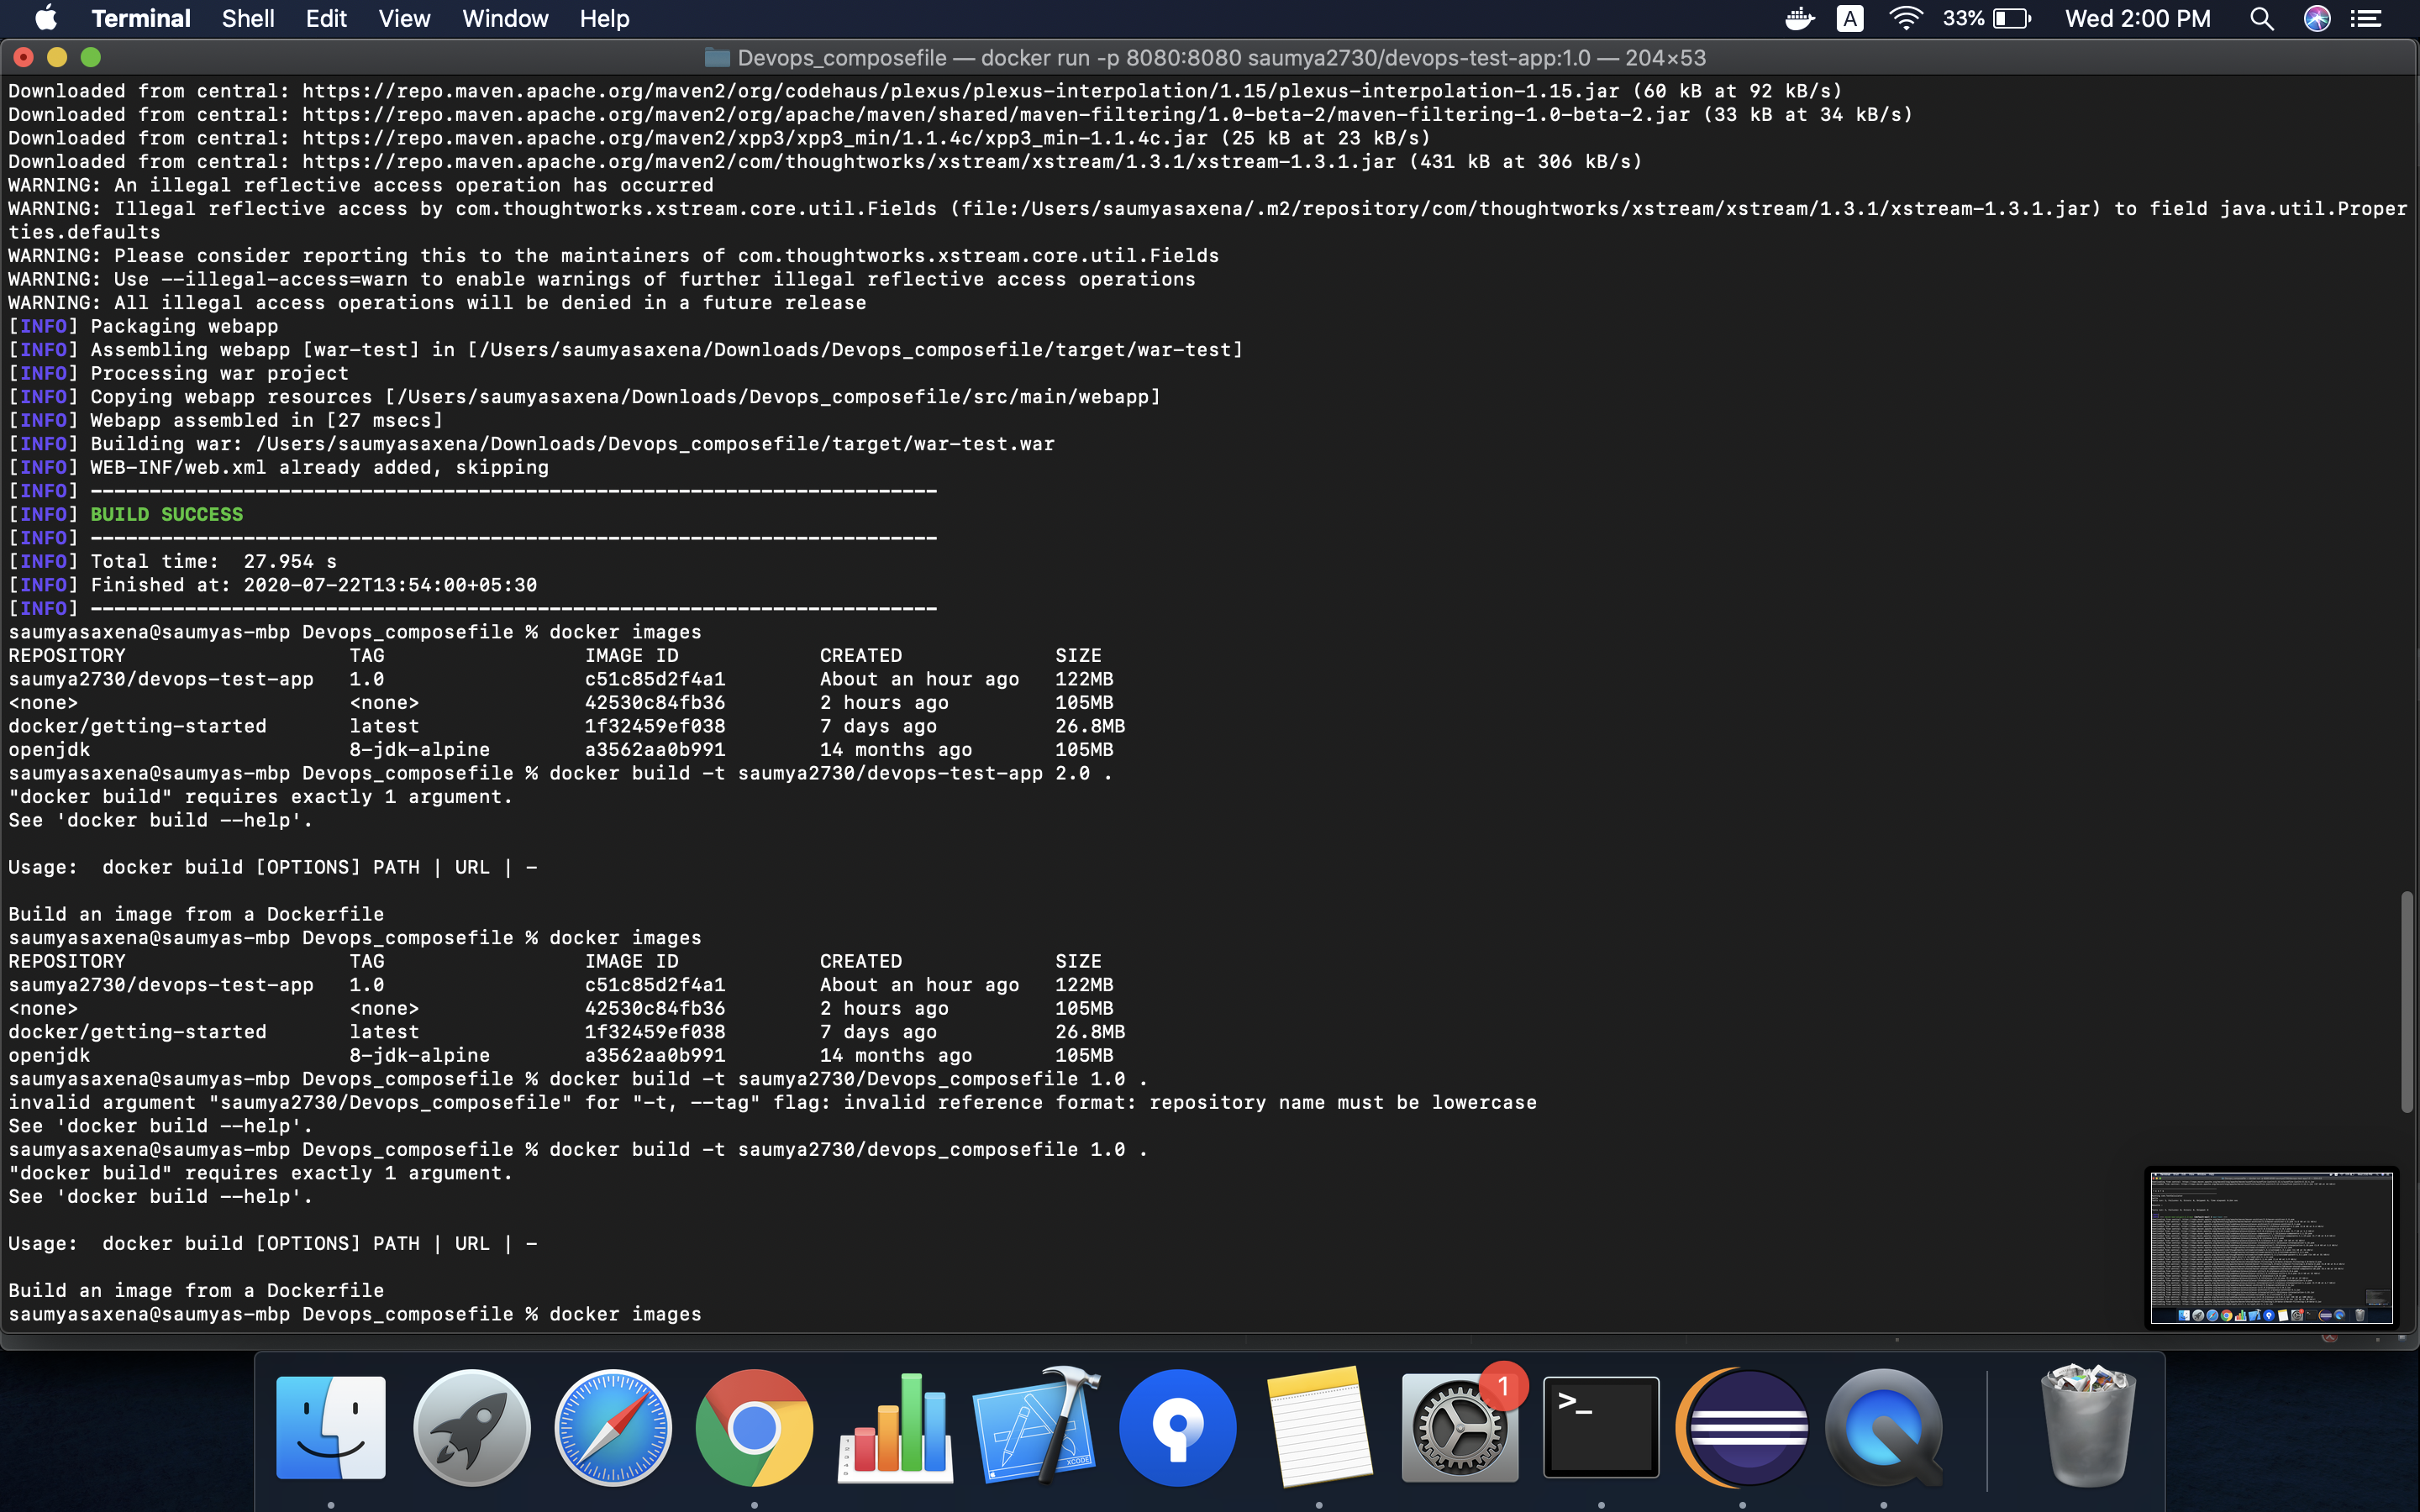 Terminal Shell Edit View Window Help A 33% Wed 2:00 PM
Devops_composefile — docker run -p 8080:8080 saumya2730/devops-test-app:1.0 — 204×53
Downloaded from central: https://repo.maven.apache.org/maven2/org/codehaus/plexus/plexus-interpolation/1.15/plexus-interpolation-1.15.jar (60 kB at 92 kB/s)
Downloaded from central: https://repo.maven.apache.org/maven2/org/apache/maven/shared/maven-filtering/1.0-beta-2/maven-filtering-1.0-beta-2.jar (33 kB at 34 kB/s)
Downloaded from central: https://repo.maven.apache.org/maven2/xpp3/xpp3_min/1.1.4c/xpp3_min-1.1.4c.jar (25 kB at 23 kB/s)
Downloaded from central: https://repo.maven.apache.org/maven2/com/thoughtworks/xstream/xstream/1.3.1/xstream-1.3.1.jar (431 kB at 306 kB/s)
WARNING: An illegal reflective access operation has occurred
WARNING: Illegal reflective access by com.thoughtworks.xstream.core.util.Fields (file:/Users/saumyasaxena/.m2/repository/com/thoughtworks/xstream/xstream/1.3.1/xstream-1.3.1.jar) to field java.util.Proper
ties.defaults
WARNING: Please consider reporting this to the maintainers of com.thoughtworks.xstream.core.util.Fields
WARNING: Use --illegal-access=warn to enable warnings of further illegal reflective access operations
WARNING: All illegal access operations will be denied in a future release
[INFO] Packaging webapp
[INFO] Assembling webapp [war-test] in [/Users/saumyasaxena/Downloads/Devops_composefile/target/war-test]
[INFO] Processing war project
[INFO] Copying webapp resources [/Users/saumyasaxena/Downloads/Devops_composefile/src/main/webapp]
[INFO] Webapp assembled in [27 msecs]
[INFO] Building war: /Users/saumyasaxena/Downloads/Devops_composefile/target/war-test.war
[INFO] WEB-INF/web.xml already added, skipping
[INFO] ------------------------------------------------------------------------
[INFO] BUILD SUCCESS
[INFO] ------------------------------------------------------------------------
[INFO] Total time:  27.954 s
[INFO] Finished at: 2020-07-22T13:54:00+05:30
[INFO] ------------------------------------------------------------------------
saumyasaxena@saumyas-mbp Devops_composefile % docker images
REPOSITORY                   TAG                 IMAGE ID            CREATED             SIZE
saumya2730/devops-test-app   1.0                 c51c85d2f4a1        About an hour ago   122MB
<none>                       <none>              42530c84fb36        2 hours ago         105MB
docker/getting-started       latest              1f32459ef038        7 days ago          26.8MB
openjdk                      8-jdk-alpine        a3562aa0b991        14 months ago       105MB
saumyasaxena@saumyas-mbp Devops_composefile % docker build -t saumya2730/devops-test-app 2.0 .
"docker build" requires exactly 1 argument.
See 'docker build --help'.
Usage:  docker build [OPTIONS] PATH | URL | -
Build an image from a Dockerfile
saumyasaxena@saumyas-mbp Devops_composefile % docker images
REPOSITORY                   TAG                 IMAGE ID            CREATED             SIZE
saumya2730/devops-test-app   1.0                 c51c85d2f4a1        About an hour ago   122MB
<none>                       <none>              42530c84fb36        2 hours ago         105MB
docker/getting-started       latest              1f32459ef038        7 days ago          26.8MB
openjdk                      8-jdk-alpine        a3562aa0b991        14 months ago       105MB
saumyasaxena@saumyas-mbp Devops_composefile % docker build -t saumya2730/Devops_composefile 1.0 .
invalid argument "saumya2730/Devops_composefile" for "-t, --tag" flag: invalid reference format: repository name must be lowercase
See 'docker build --help'.
saumyasaxena@saumyas-mbp Devops_composefile % docker build -t saumya2730/devops_composefile 1.0 .
"docker build" requires exactly 1 argument.
See 'docker build --help'.
Usage:  docker build [OPTIONS] PATH | URL | -
Build an image from a Dockerfile
saumyasaxena@saumyas-mbp Devops_composefile % docker images
1
>_
XCODE